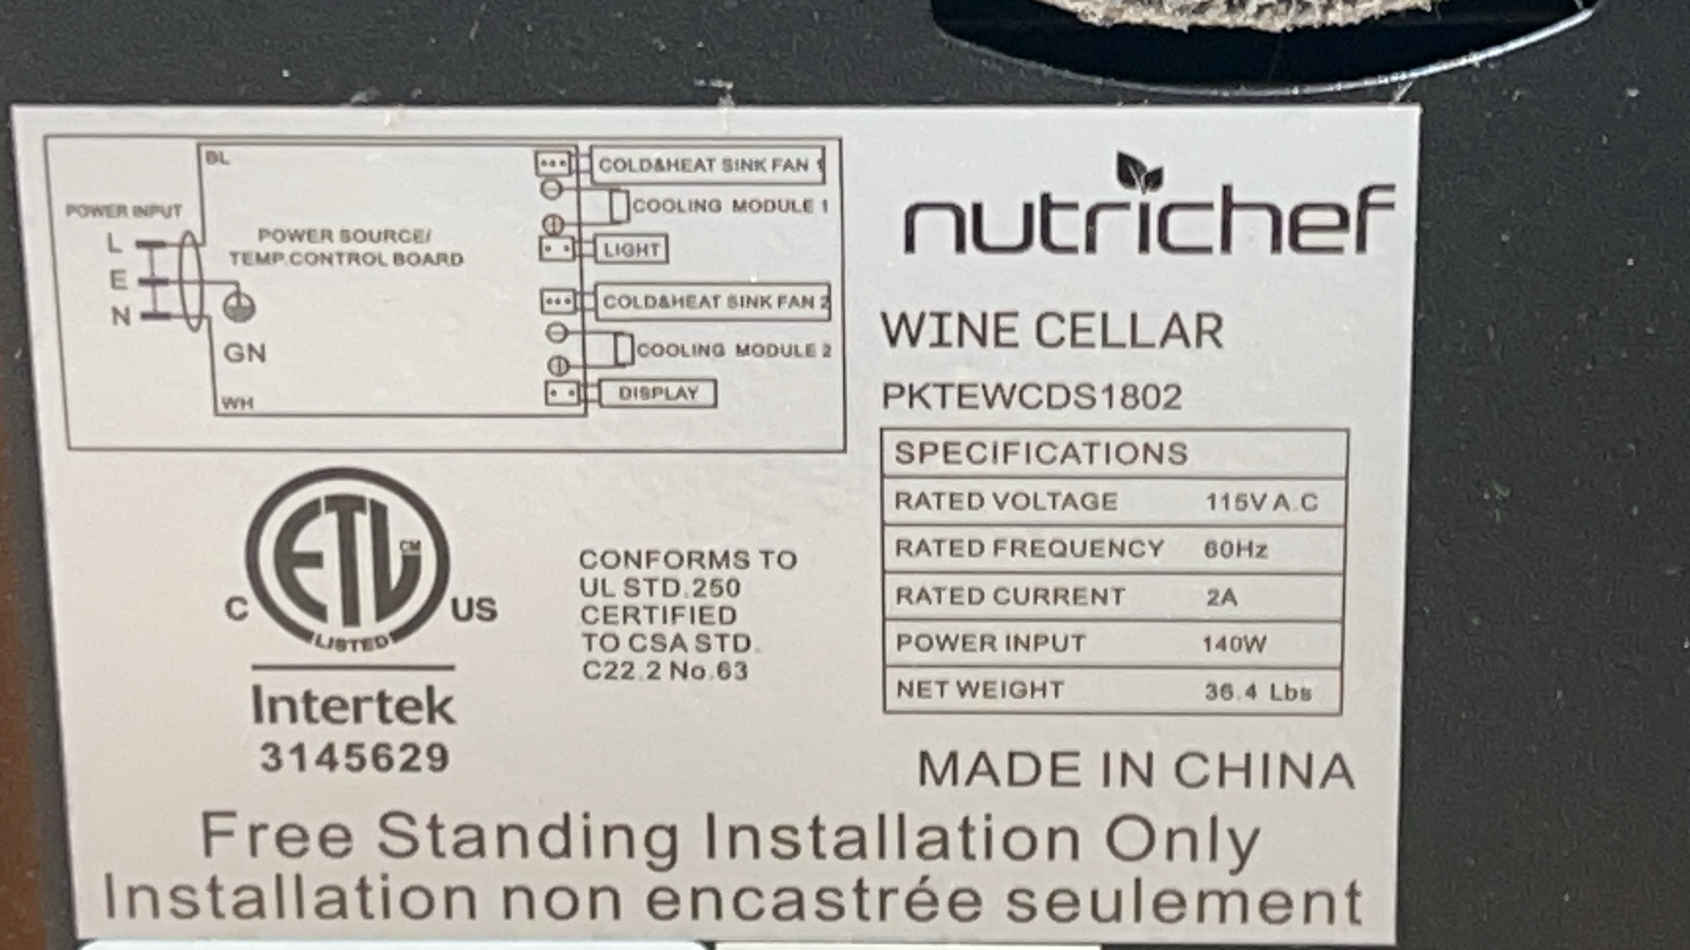 BL
POWER INPUT
L
E
N
POWER SOURCE/
TEMP.CONTROL BOARD
GN
WH
COLD&HEAT SINK FAN 1
COOLING MODULE 1
LIGHT
COLD&HEAT SINK FAN 2
COOLING MODULE 2
DISPLAY
nutrichef
WINE CELLAR
PKTEWCDS1802
SPECIFICATIONS
RATED VOLTAGE 115V A.C
RATED FREQUENCY 60Hz
RATED CURRENT 2A
POWER INPUT 140W
NET WEIGHT 36.4 Lbs
ETL CM
LISTED
C US
Intertek
3145629
CONFORMS TO
UL STD.250
CERTIFIED
TO CSA STD.
C22.2 No.63
MADE IN CHINA
Free Standing Installation Only
Installation non encastrée seulement